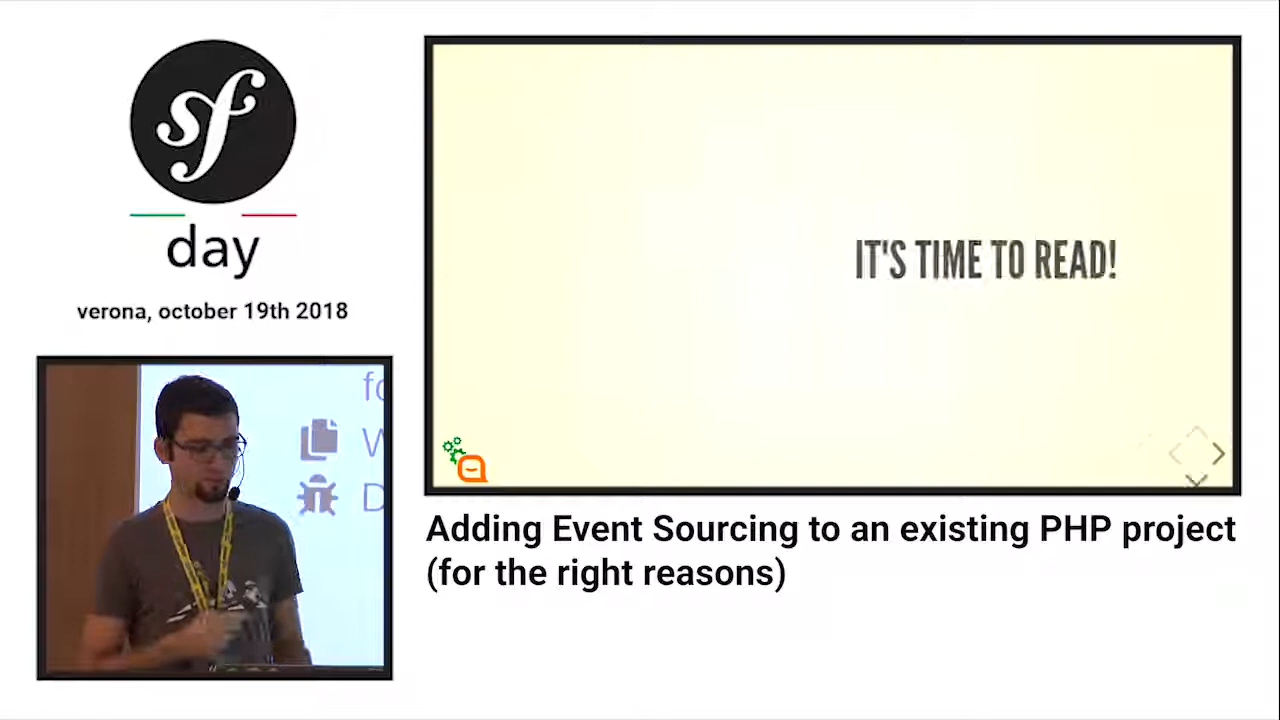 sf
day
verona, october 19th 2018
IT'S TIME TO READ!
fo
W
D
Adding Event Sourcing to an existing PHP project
(for the right reasons)